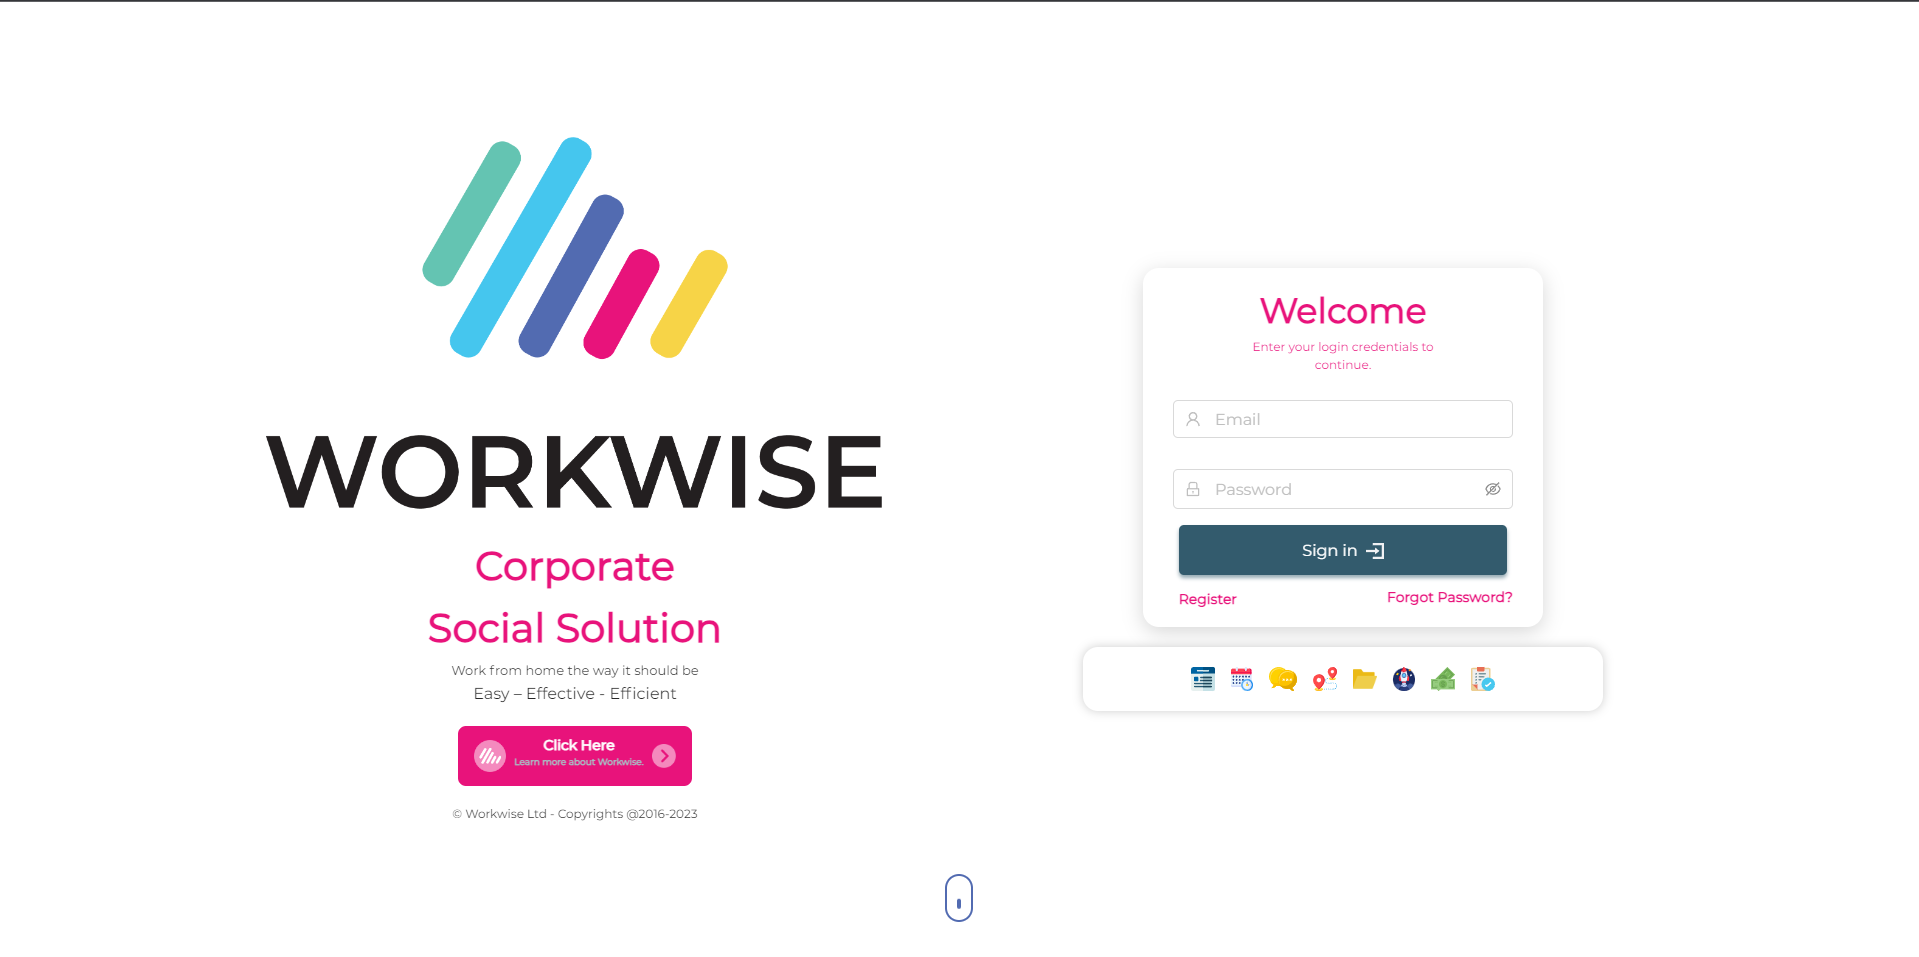 WORKWISE
Corporate
Social Solution
Work from home the way it should be
Easy – Effective - Efficient
Click Here
Learn more about Workwise.
© Workwise Ltd - Copyrights @2016-2023
Welcome
Enter your login credentials to
continue.
Email
Password
Sign in
Register
Forgot Password?